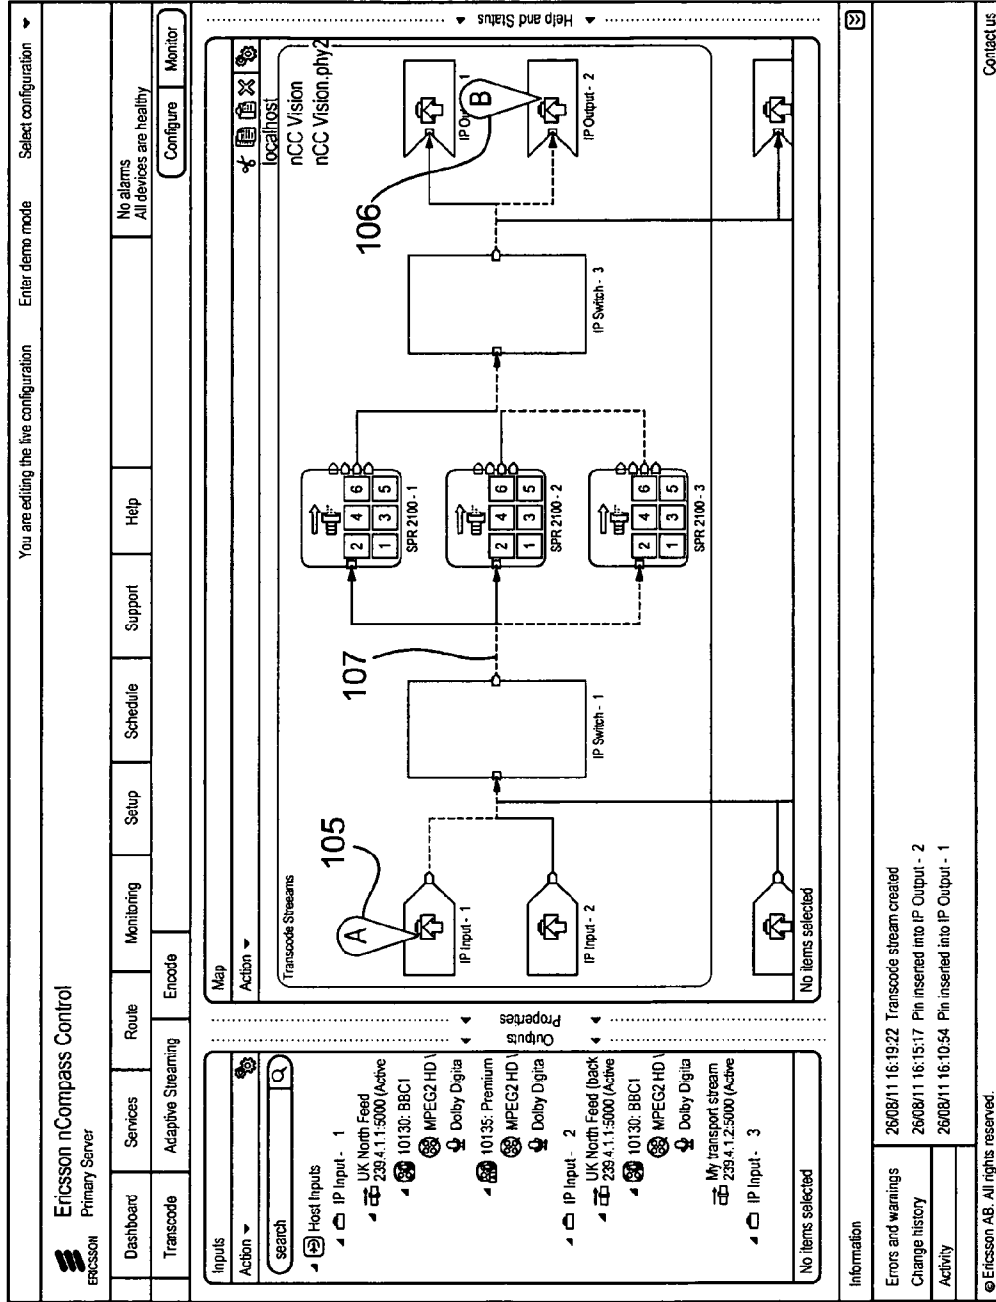 You are editing the live configuration Enter demo mode Select configuration
ERICSSON
Ericsson nCompass Control
Primary Server
No alarms
All devices are healthy
Dashboard Services Route Monitoring Setup Schedule Support Help
Transcode Adaptive Streaming Encode
Configure Monitor
Inputs
Action
search
Host Inputs
IP Input - 1
UK North Feed
239.4.1.1:5000 (Active
10130: BBC1
MPEG2 HD \
Dolby Digita
10135: Premium
MPEG2 HD \
Dolby Digita
IP Input - 2
UK North Feed (back
239.4.1.1:5000 (Active
10130: BBC1
MPEG2 HD \
Dolby Digita
My transport stream
239.4.1.2:5000 (Active
IP Input - 3
No items selected
Outputs
Properties
Map
Action
localhost
nCC Vision
nCC Vision.phy2
Transcode Streeams
A
105
IP Input - 1
IP Input - 2
IP Switch - 1
107
2 4 6
1 3 5
SPR 2100 - 1
2 4 6
1 3 5
SPR 2100 - 2
2 4 6
1 3 5
SPR 2100 - 3
IP Switch - 3
106
B
IP Ou 1
IP Output - 2
No items selected
Help and Status
Information
Errors and warnings
Change history
Activity
26/08/11 16:19:22 Transcode stream created
26/08/11 16:15:17 Pin inserted into IP Output - 2
26/08/11 16:10:54 Pin inserted into IP Output - 1
© Ericsson AB. All rights reserved.
Contact us